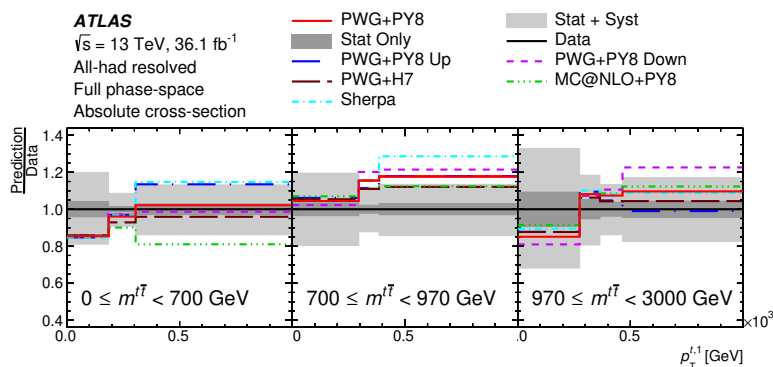 ATLAS
√s = 13 TeV, 36.1 fb⁻¹
All-had resolved
Full phase-space
Absolute cross-section
PWG+PY8
Stat Only
PWG+PY8 Up
PWG+H7
Sherpa
Stat + Syst
Data
PWG+PY8 Down
MC@NLO+PY8
Prediction
Data
1.4
1.2
1.0
0.8
0.6
0.4
0 ≤ m^{tt̄} < 700 GeV
700 ≤ m^{tt̄} < 970 GeV
970 ≤ m^{tt̄} < 3000 GeV
0.0 0.5 .0 0.5 .0 0.5
×10³
p_T^{t,1} [GeV]